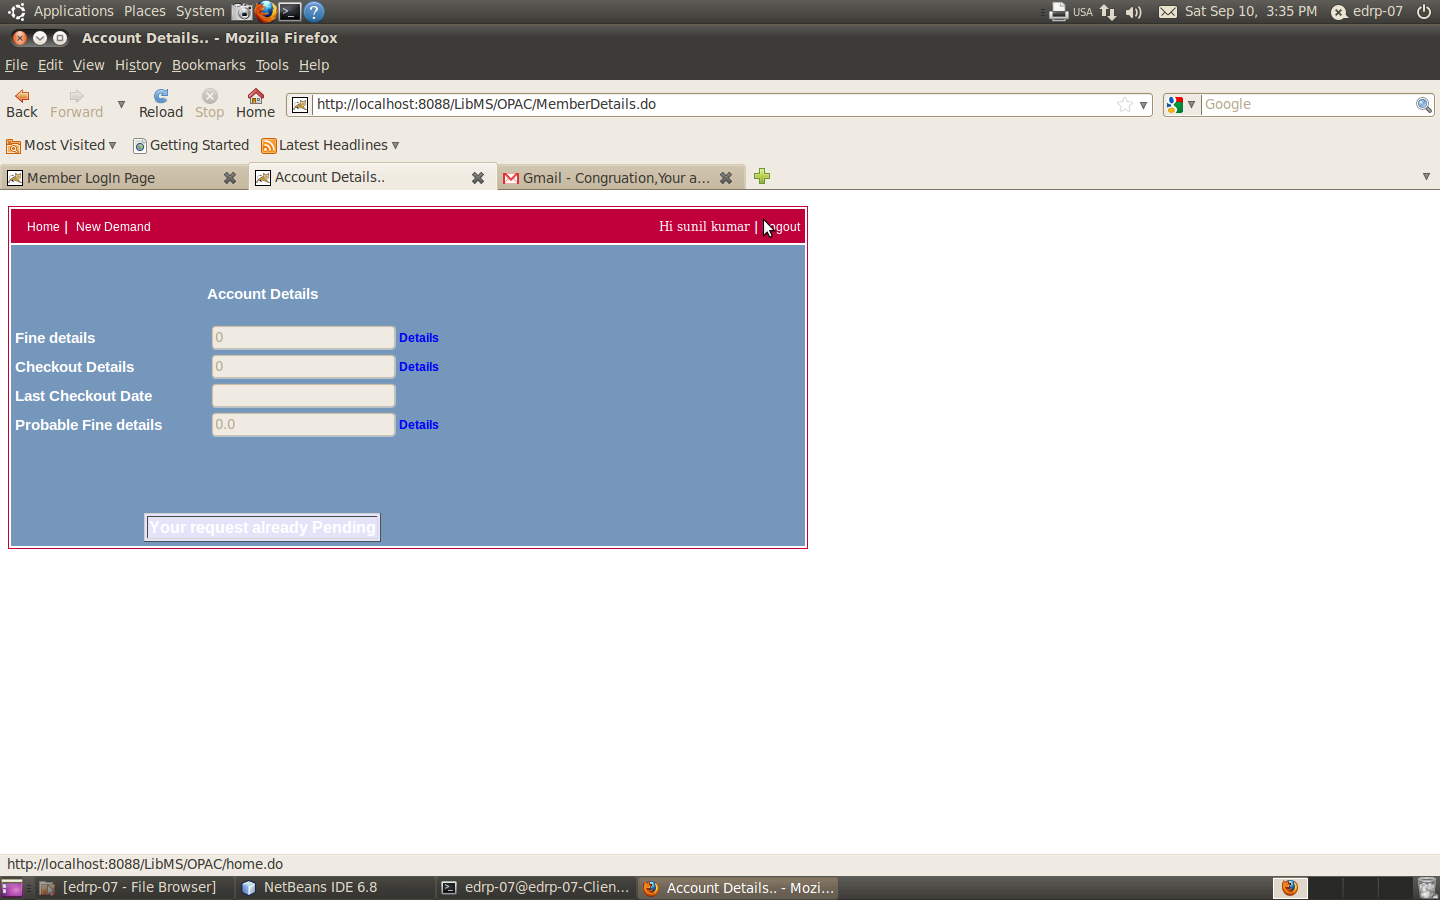 Applications Places System USA Sat Sep 10, 3:35 PM edrp-07
Account Details.. - Mozilla Firefox
File Edit View History Bookmarks Tools Help
Back Forward Reload Stop Home http://localhost:8088/LibMS/OPAC/MemberDetails.do Google
Most Visited Getting Started Latest Headlines
Member LogIn Page Account Details.. Gmail - Congruation,Your a...
Home | New Demand Hi sunil kumar | Logout
Account Details
Fine details 0 Details
Checkout Details 0 Details
Last Checkout Date
Probable Fine details 0.0 Details
Your request already Pending
http://localhost:8088/LibMS/OPAC/home.do
[edrp-07 - File Browser] NetBeans IDE 6.8 edrp-07@edrp-07-Clien... Account Details.. - Mozi...